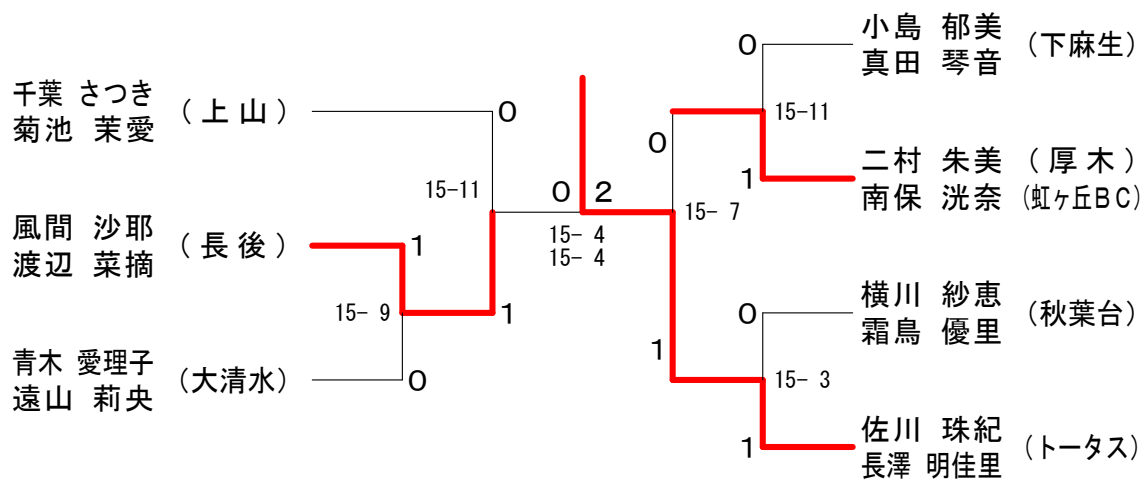 千葉 さつき
菊池 茉愛
(上山)
0
15-11
風間 沙耶
渡辺 菜摘
(長後)
1
15- 9
1
青木 愛理子
遠山 莉央
(大清水)
0
0 2
15- 4
15- 4
小島 郁美
真田 琴音
(下麻生)
0
15-11
0
二村 朱美 (厚木)
南保 洸奈 (虹ヶ丘BC)
1
15- 7
横川 紗恵
霜鳥 優里
(秋葉台)
0
1
15- 3
佐川 珠紀
長澤 明佳里
(トータス)
1